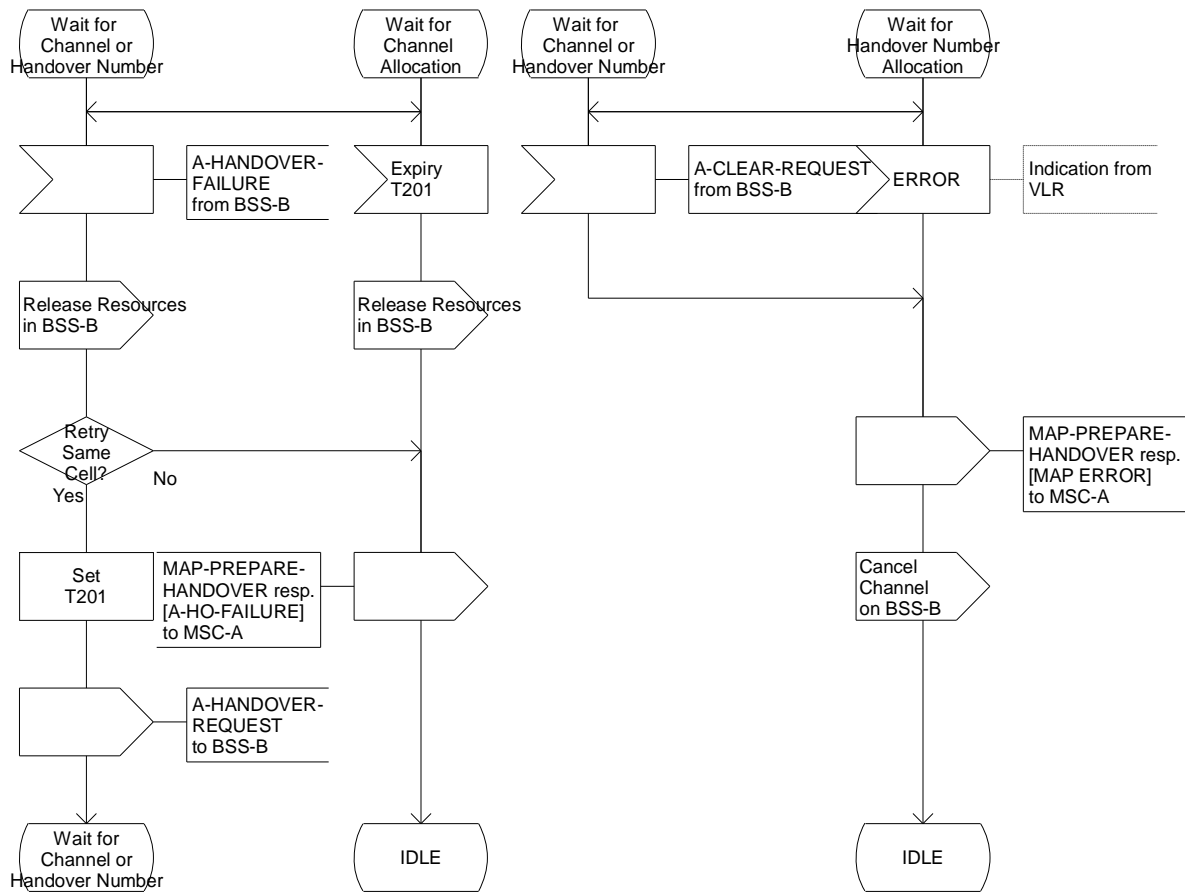 Wait for
Channel or
Handover Number
Wait for
Channel
Allocation
Wait for
Channel or
Handover Number
Wait for
Handover Number
Allocation
A-HANDOVER-
FAILURE
from BSS-B
Expiry
T201
A-CLEAR-REQUEST
from BSS-B
ERROR
Indication from
VLR
Release Resources
in BSS-B
Release Resources
in BSS-B
Retry
Same
Cell?
Yes
No
MAP-PREPARE-
HANDOVER resp.
[MAP ERROR]
to MSC-A
Set
T201
MAP-PREPARE-
HANDOVER resp.
[A-HO-FAILURE]
to MSC-A
Cancel
Channel
on BSS-B
A-HANDOVER-
REQUEST
to BSS-B
Wait for
Channel or
Handover Number
IDLE
IDLE